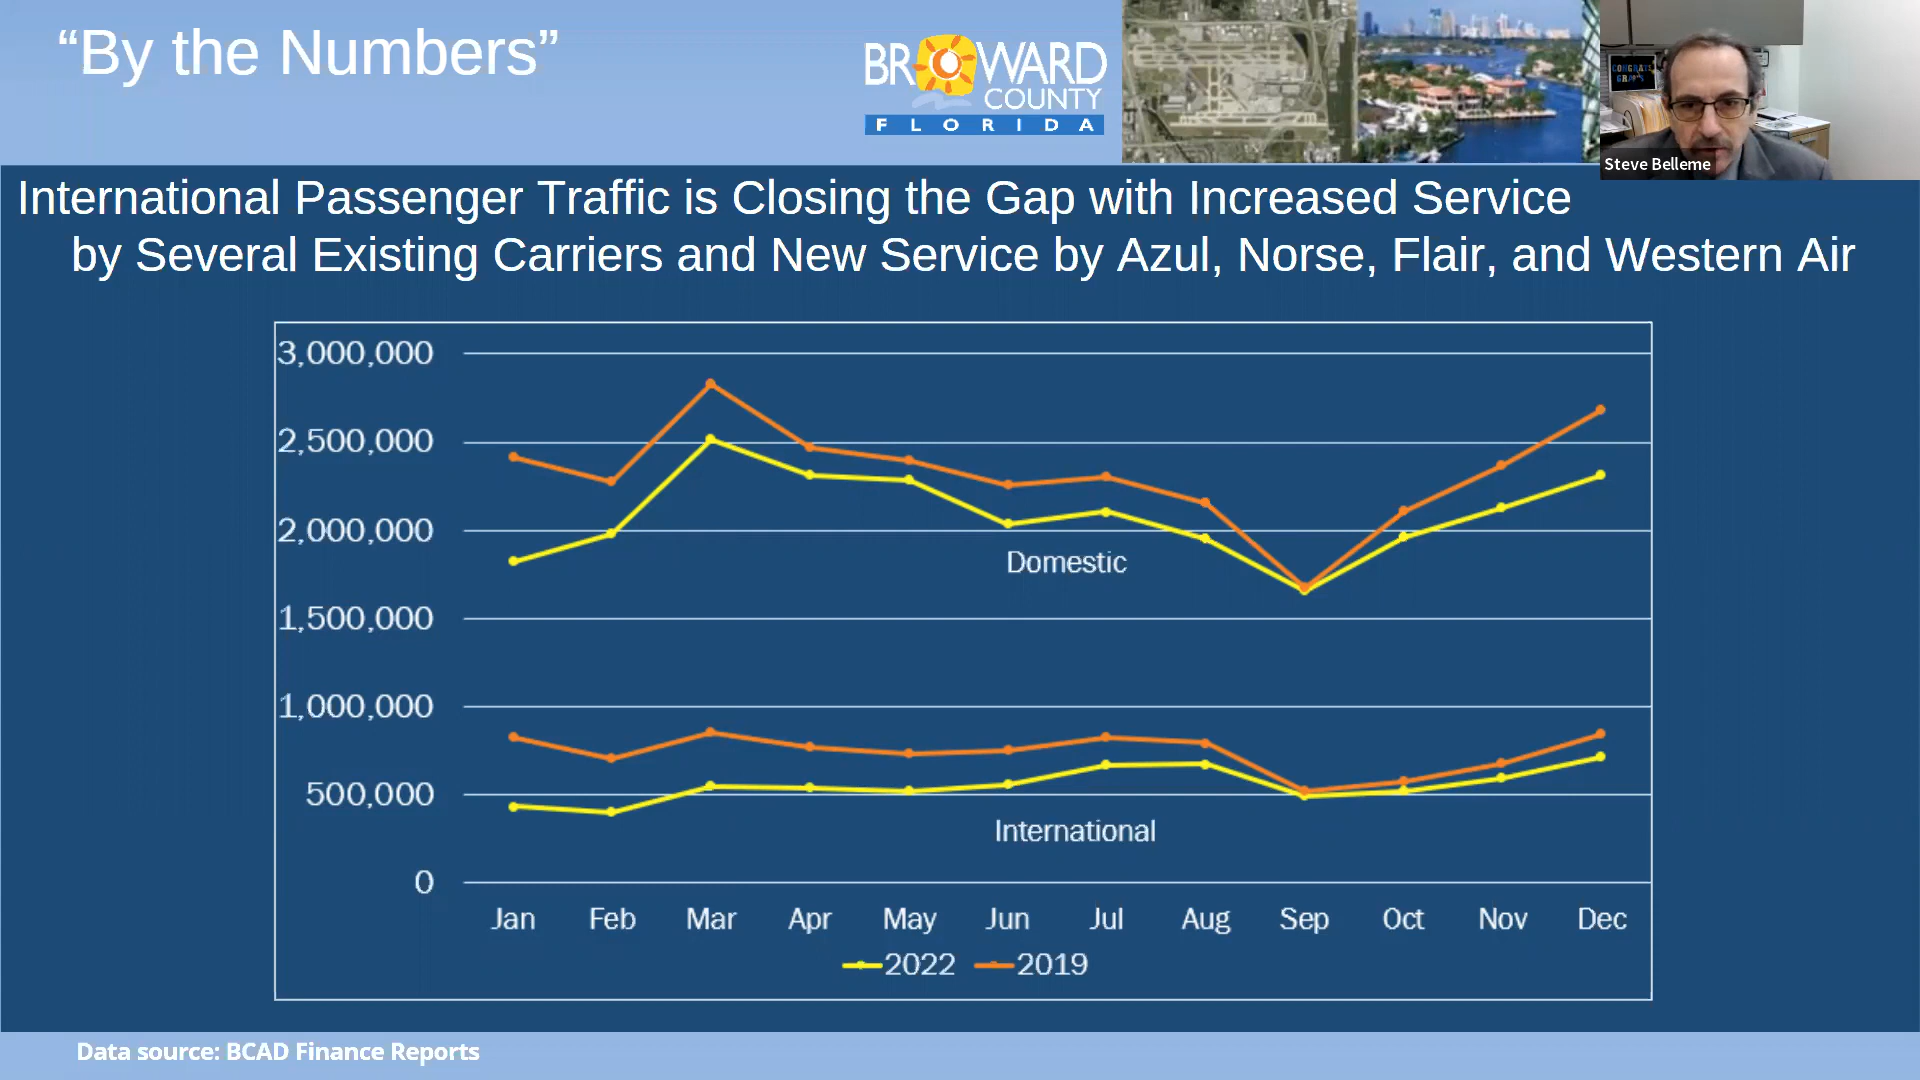 “By the Numbers”
BROWARD
COUNTY
FLORIDA
CONGRATS
Steve Belleme
International Passenger Traffic is Closing the Gap with Increased Service
by Several Existing Carriers and New Service by Azul, Norse, Flair, and Western Air
3,000,000
2,500,000
2,000,000
Domestic
1,500,000
1,000,000
500,000
International
0
Jan Feb Mar Apr May Jun Jul Aug Sep Oct Nov Dec
2022 2019
Data source: BCAD Finance Reports